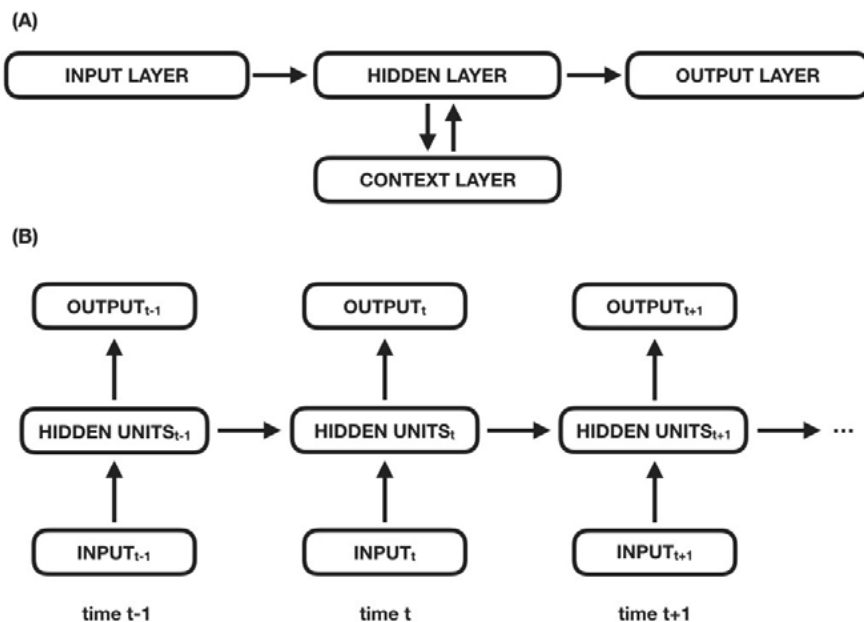 (A)
INPUT LAYER HIDDEN LAYER OUTPUT LAYER
CONTEXT LAYER
(B)
OUTPUTt-1 OUTPUTt OUTPUTt+1
HIDDEN UNITSt-1 HIDDEN UNITSt HIDDEN UNITSt+1 ...
INPUTt-1 INPUTt INPUTt+1
time t-1 time t time t+1